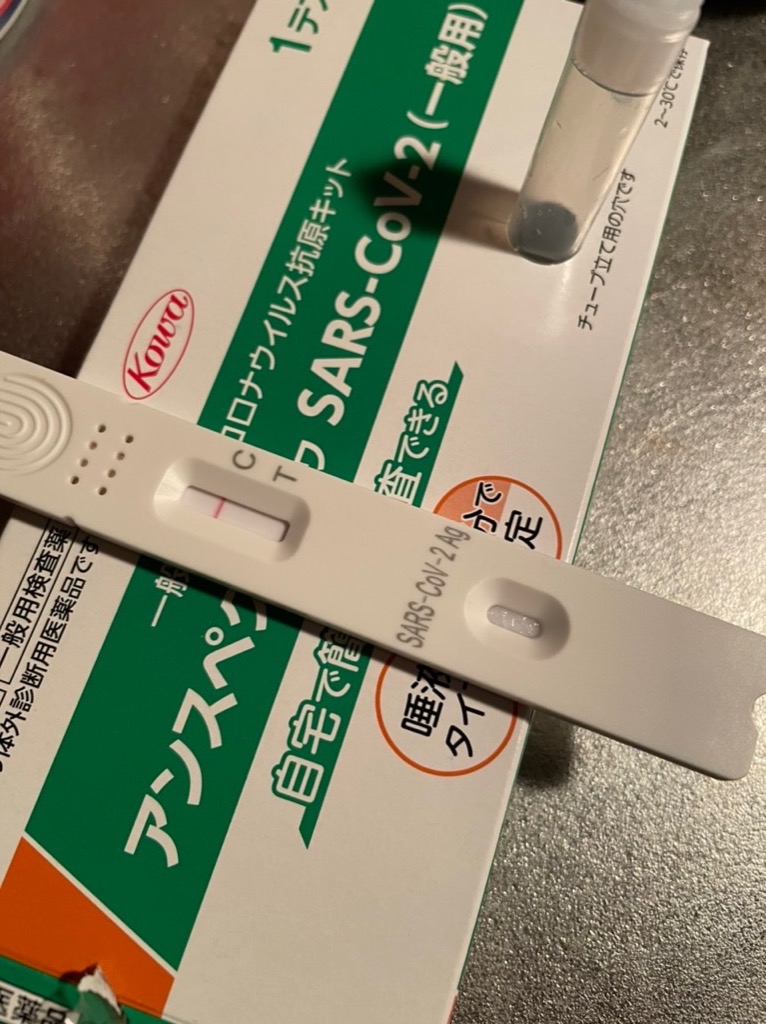 1テス
2〜30℃で保存
チューブ立て用の穴です
コロナウイルス抗原キット
SARS-CoV-2（一般用）
Kowa
アンスペク
自宅で簡
査できる
分で
定
唾液
タイ
一般用検査薬
体外診断用医薬品です
一般
C
T
SARS-CoV-2 Ag